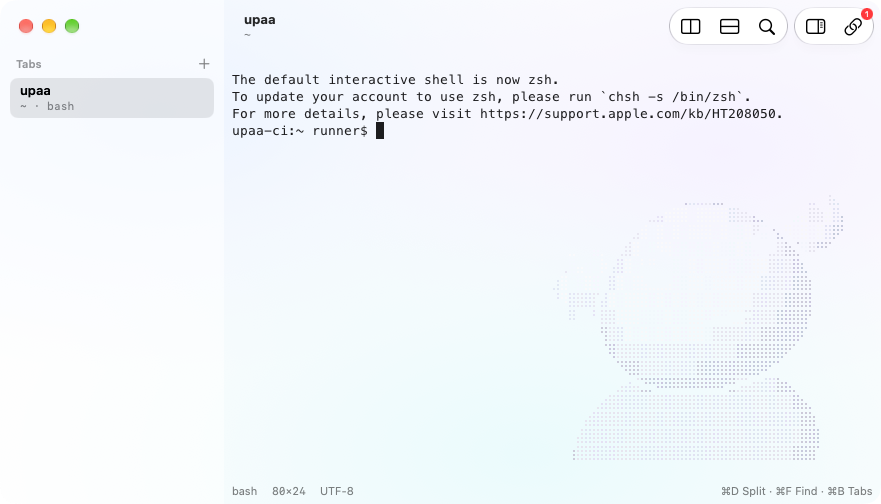 upaa
~
1
Tabs
upaa
~ · bash
The default interactive shell is now zsh.
To update your account to use zsh, please run `chsh -s /bin/zsh`.
For more details, please visit https://support.apple.com/kb/HT208050.
upaa-ci:~ runner$
bash 80×24 UTF-8
⌘D Split · ⌘F Find · ⌘B Tabs